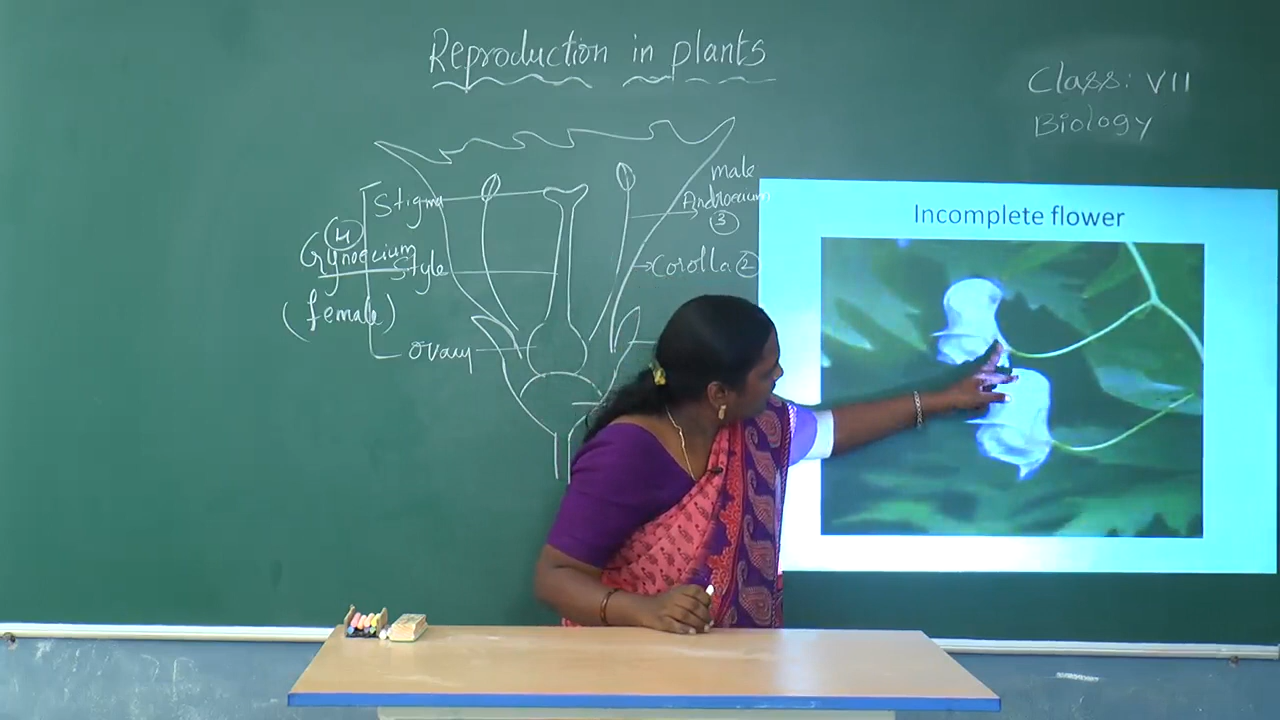 Reproduction in plants
Class: VII
Biology
male
Androecium
3
Stigma
4
Gynoecium
Style
Corolla 2
(female)
ovary
Incomplete flower